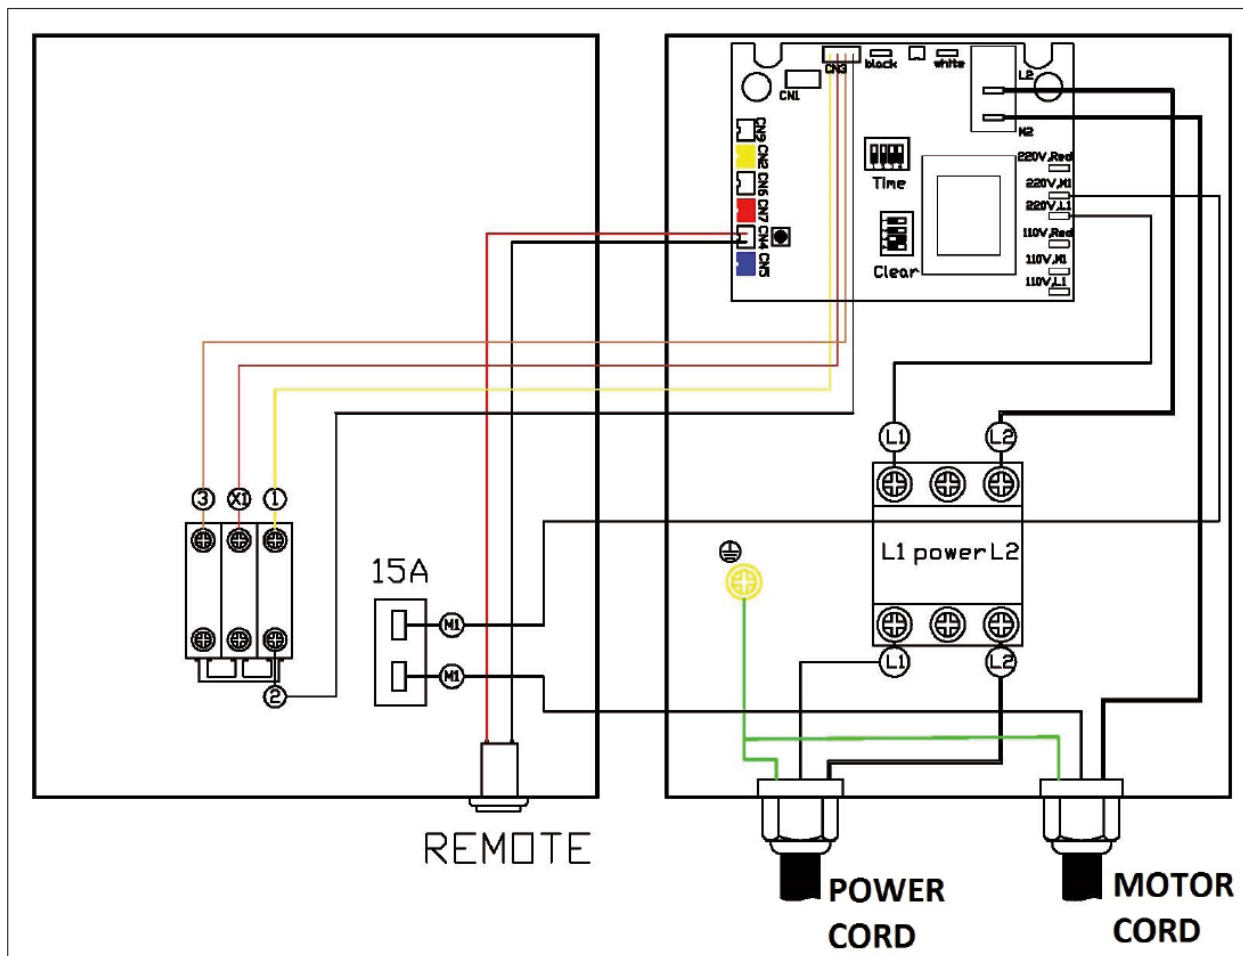 CN3
black
white
L2
CN1
M2
CN9
CN2
CN6
CN7
CN4
CN5
Time
Clear
220V,Red
220V,M1
220V,L1
110V,Red
110V,M1
110V,L1
L1
L2
3
X1
1
L1 power L2
15A
M1
M1
L1
L2
2
REMOTE
POWER
CORD
MOTOR
CORD